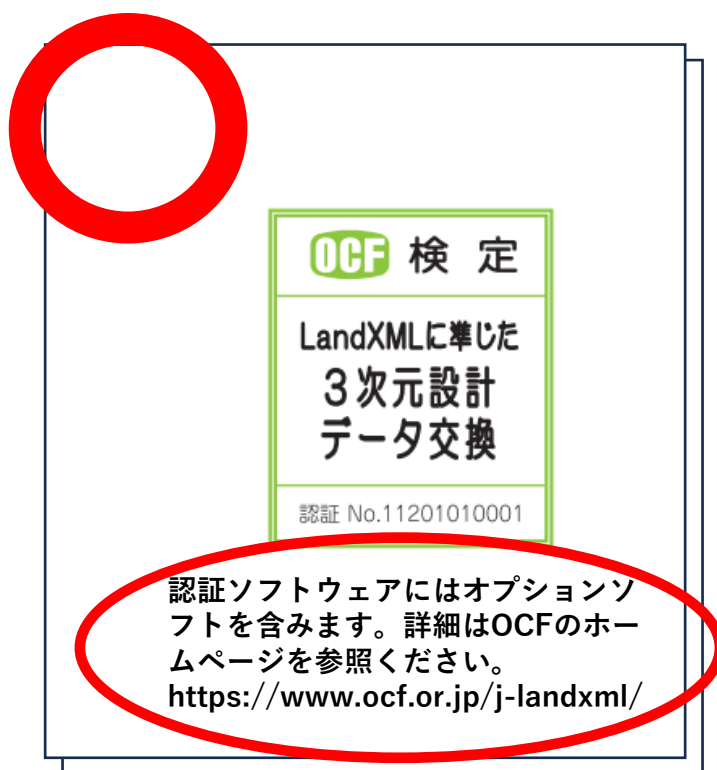 OCF 検 定
LandXMLに準じた
3次元設計
データ交換
認証 No.11201010001
認証ソフトウェアにはオプションソ
フトを含みます。詳細はOCFのホー
ムページを参照ください。
https://www.ocf.or.jp/j-landxml/